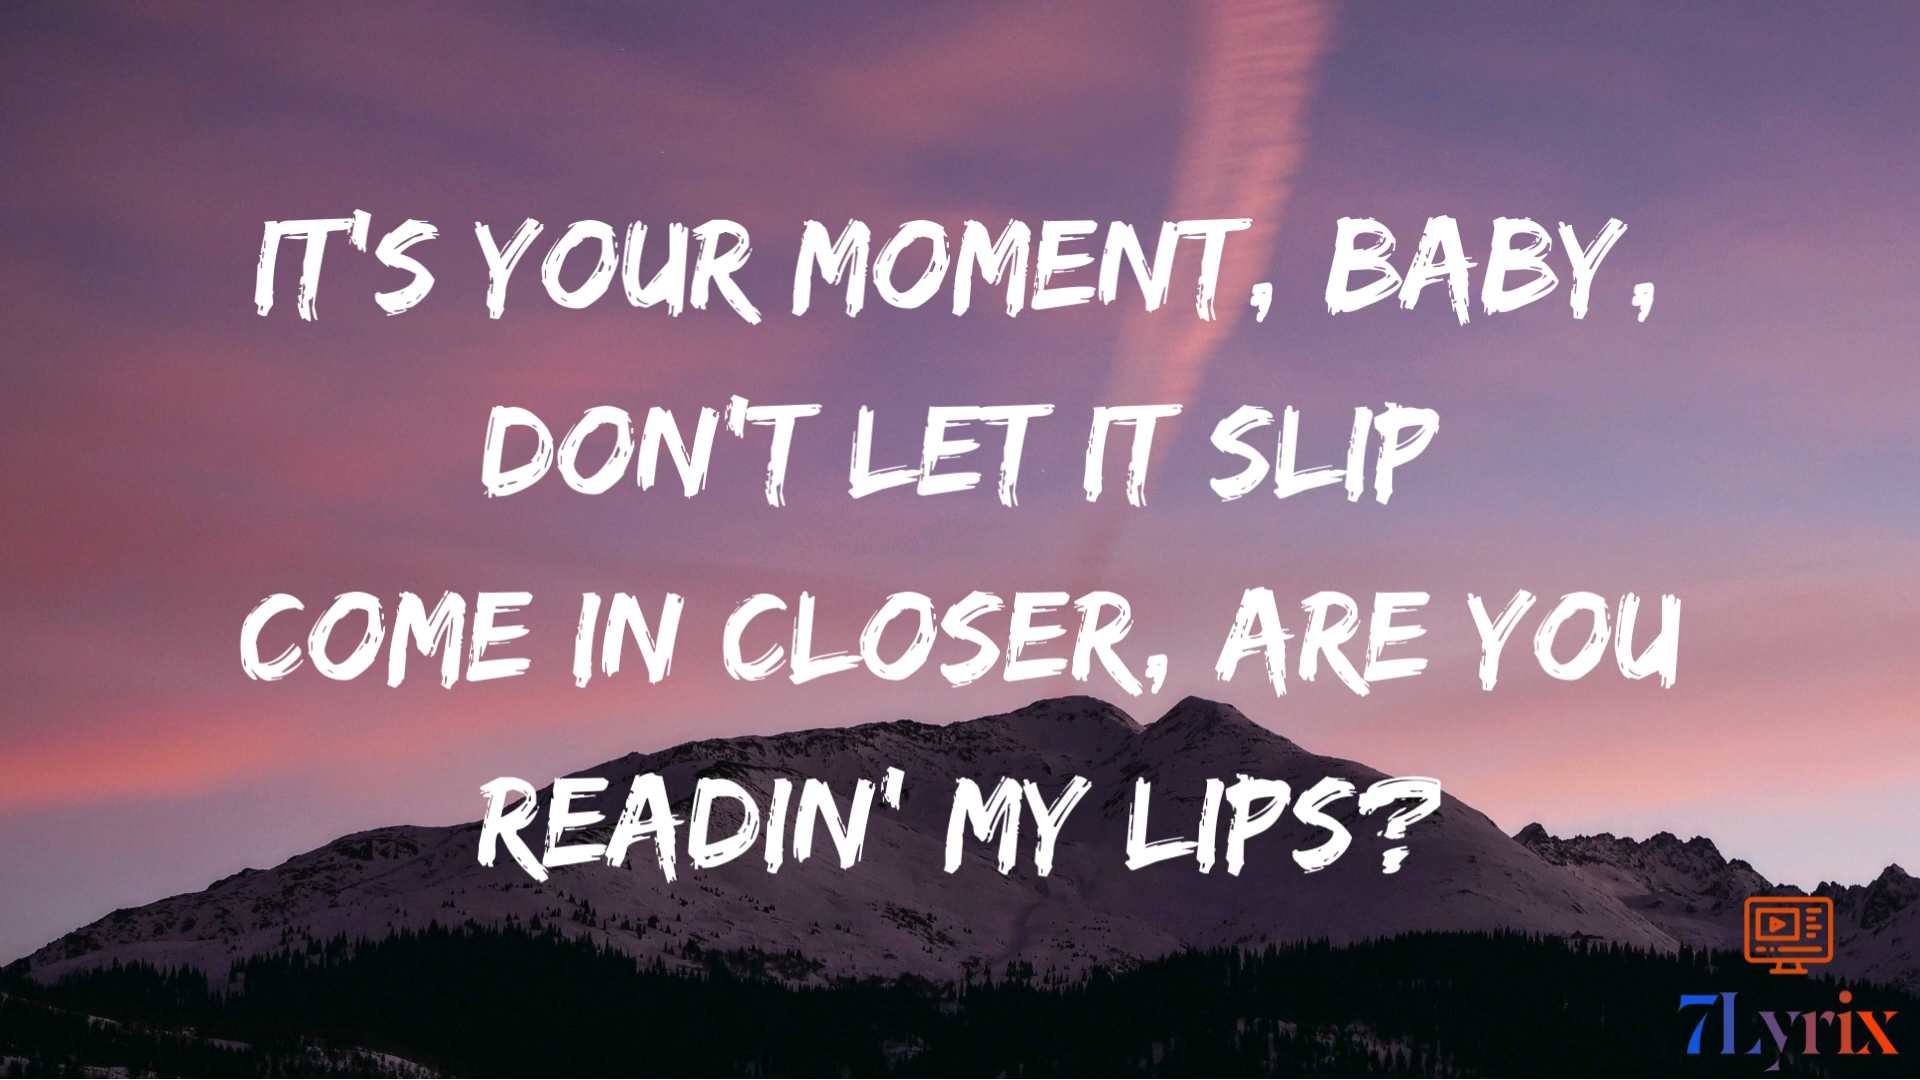 IT'S YOUR MOMENT, BABY,
DON'T LET IT SLIP
COME IN CLOSER, ARE YOU
READIN' MY LIPS?
7Lyrix